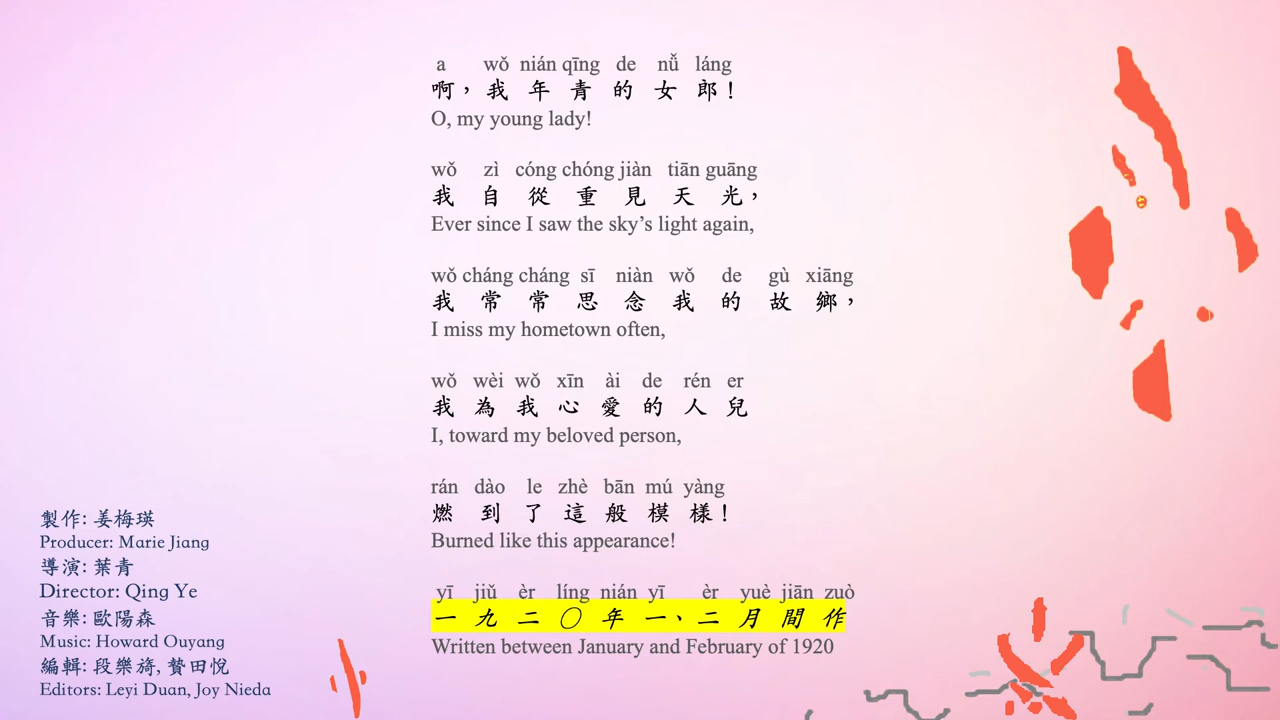 a wǒ nián qīng de nǚ láng
啊，我年青的女郎！
O, my young lady!
wǒ zì cóng chóng jiàn tiān guāng
我自從重見天光，
Ever since I saw the sky’s light again,
wǒ cháng cháng sī niàn wǒ de gù xiāng
我常常思念我的故鄉，
I miss my hometown often,
wǒ wèi wǒ xīn ài de rén er
我為我心愛的人兒
I, toward my beloved person,
rán dào le zhè bān mú yàng
燃到了這般模樣！
Burned like this appearance!
yī jiǔ èr líng nián yī èr yuè jiān zuò
一九二〇年一、二月間作
Written between January and February of 1920
製作: 姜梅瑛
Producer: Marie Jiang
導演: 葉青
Director: Qing Ye
音樂: 歐陽森
Music: Howard Ouyang
編輯: 段樂旖, 贄田悅
Editors: Leyi Duan, Joy Nieda